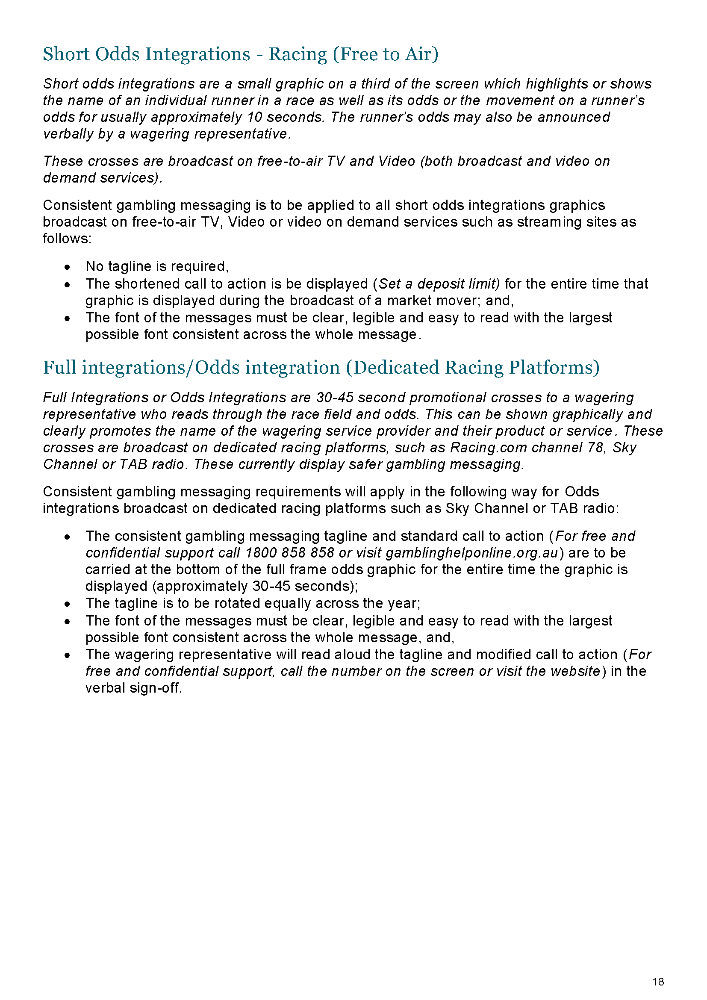 Short Odds Integrations - Racing (Free to Air)
Short odds integrations are a small graphic on a third of the screen which highlights or shows
the name of an individual runner in a race as well as its odds or the movement on a runner’s
odds for usually approximately 10 seconds. The runner’s odds may also be announced
verbally by a wagering representative.
These crosses are broadcast on free-to-air TV and Video (both broadcast and video on
demand services).
Consistent gambling messaging is to be applied to all short odds integrations graphics
broadcast on free-to-air TV, Video or video on demand services such as streaming sites as
follows:
• No tagline is required,
• The shortened call to action is be displayed (Set a deposit limit) for the entire time that
graphic is displayed during the broadcast of a market mover; and,
• The font of the messages must be clear, legible and easy to read with the largest
possible font consistent across the whole message.
Full integrations/Odds integration (Dedicated Racing Platforms)
Full Integrations or Odds Integrations are 30-45 second promotional crosses to a wagering
representative who reads through the race field and odds. This can be shown graphically and
clearly promotes the name of the wagering service provider and their product or service. These
crosses are broadcast on dedicated racing platforms, such as Racing.com channel 78, Sky
Channel or TAB radio. These currently display safer gambling messaging.
Consistent gambling messaging requirements will apply in the following way for Odds
integrations broadcast on dedicated racing platforms such as Sky Channel or TAB radio:
• The consistent gambling messaging tagline and standard call to action (For free and
confidential support call 1800 858 858 or visit gamblinghelponline.org.au) are to be
carried at the bottom of the full frame odds graphic for the entire time the graphic is
displayed (approximately 30-45 seconds);
• The tagline is to be rotated equally across the year;
• The font of the messages must be clear, legible and easy to read with the largest
possible font consistent across the whole message, and,
• The wagering representative will read aloud the tagline and modified call to action (For
free and confidential support, call the number on the screen or visit the website) in the
verbal sign-off.
18